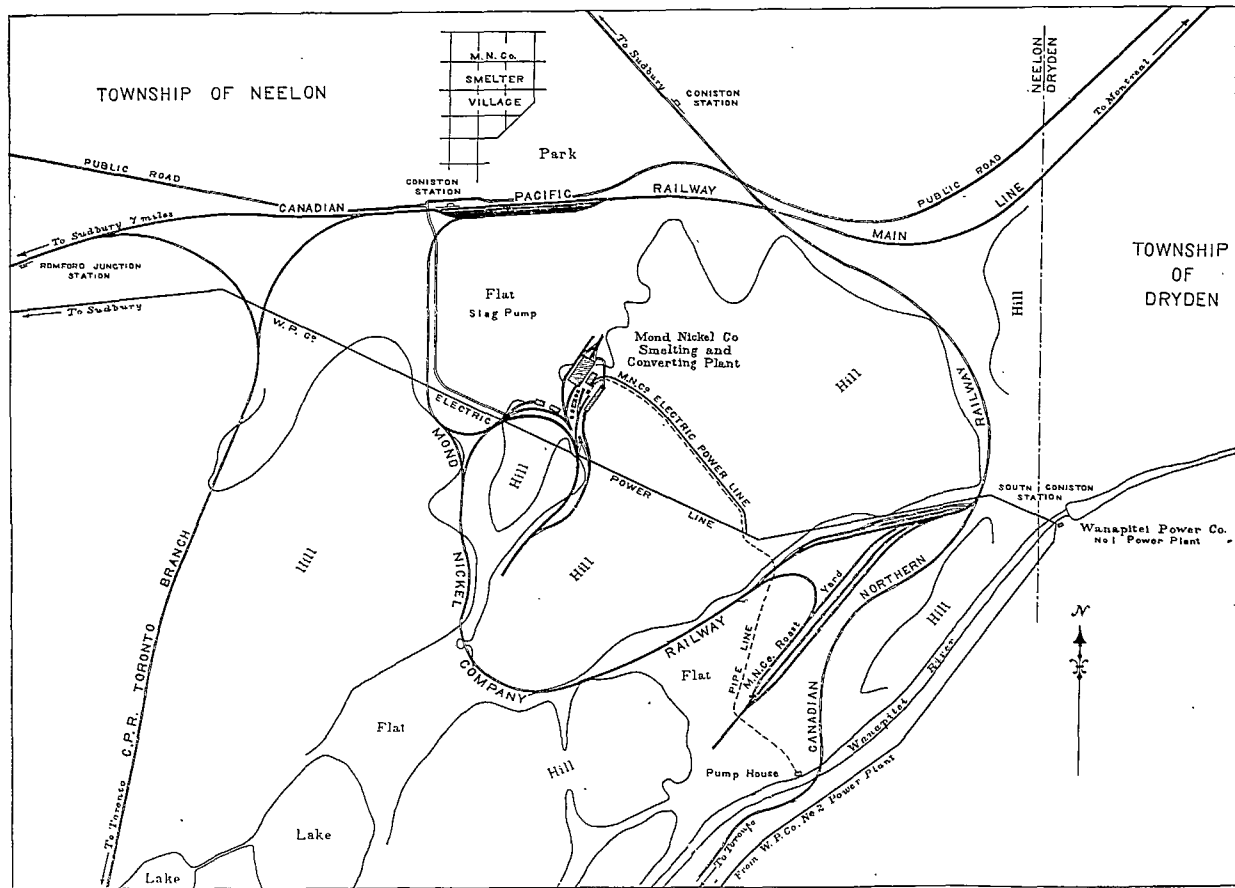 M.N.Co.
SMELTER
VILLAGE
TOWNSHIP OF NEELON
To Sudbury
CONISTON
STATION
NEELON
DRYDEN
To Montreal
Park
PUBLIC ROAD
CONISTON
STATION
CANADIAN PACIFIC RAILWAY MAIN LINE
PUBLIC ROAD
To Sudbury 7 miles
ROMFORD JUNCTION
STATION
To Sudbury
TOWNSHIP
OF
DRYDEN
Hill
Flat
Slag Pump
W.P.Co. ELECTRIC POWER LINE
Mond Nickel Co
Smelting and
Converting Plant
M.N.Co ELECTRIC POWER LINE
Hill
RAILWAY
MOND NICKEL COMPANY RAILWAY
Hill
Hill
Hill
SOUTH CONISTON
STATION
Wanapitel Power Co.
No 1 Power Plant
C.P.R. TORONTO BRANCH
Yard
M.N.Co. Roast
PIPE LINE
CANADIAN NORTHERN
Hill
N
Flat
Flat
Wanapitel River
Hill
Pump House
Lake
Lake
To Toronto
To Toronto
From W.P.Co. No 2 Power Plant